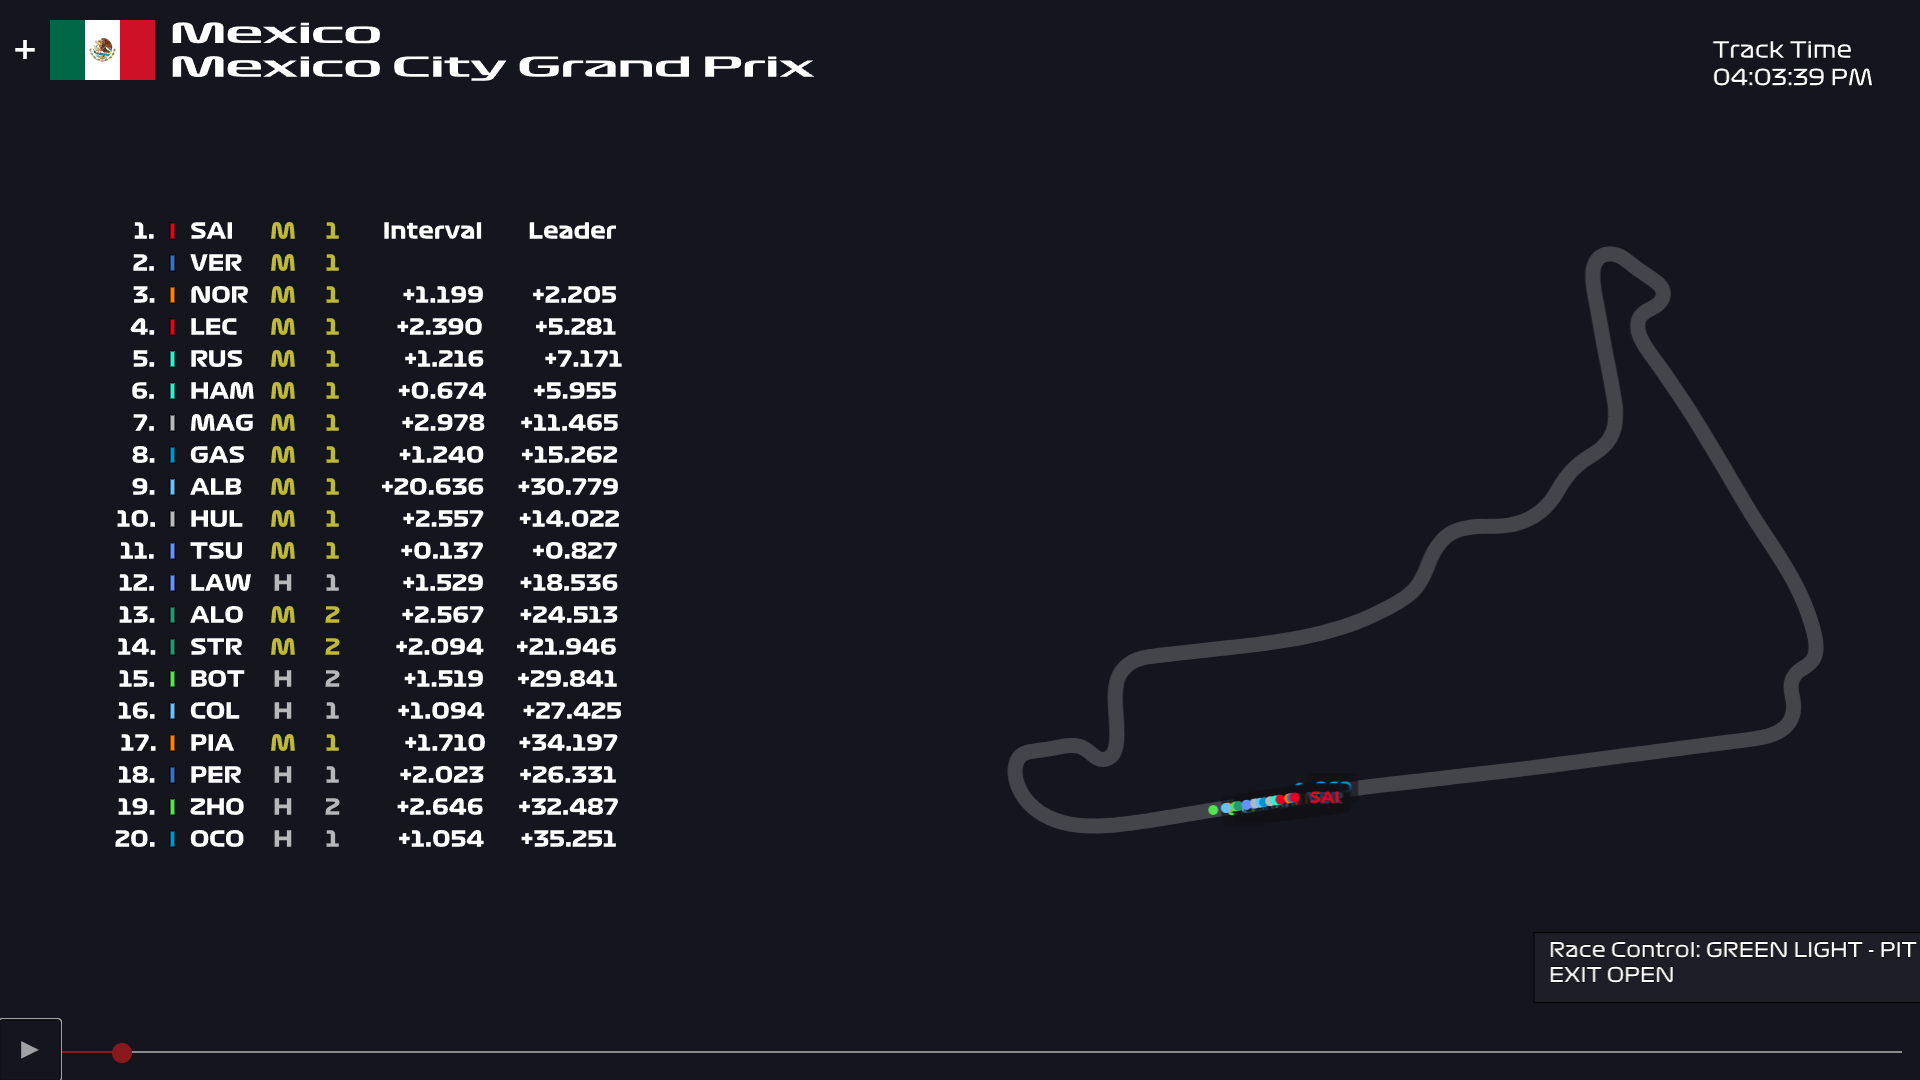 + Mexico
Mexico City Grand Prix
Track Time
04:03:39 PM
1. SAI M 1 Interval Leader
2. VER M 1
3. NOR M 1 +1.199 +2.205
4. LEC M 1 +2.390 +5.281
5. RUS M 1 +1.216 +7.171
6. HAM M 1 +0.674 +5.955
7. MAG M 1 +2.978 +11.465
8. GAS M 1 +1.240 +15.262
9. ALB M 1 +20.636 +30.779
10. HUL M 1 +2.557 +14.022
11. TSU M 1 +0.137 +0.827
12. LAW H 1 +1.529 +18.536
13. ALO M 2 +2.567 +24.513
14. STR M 2 +2.094 +21.946
15. BOT H 2 +1.519 +29.841
16. COL H 1 +1.094 +27.425
17. PIA M 1 +1.710 +34.197
18. PER H 1 +2.023 +26.331
19. ZHO H 2 +2.646 +32.487
20. OCO H 1 +1.054 +35.251
SAI
Race Control: GREEN LIGHT - PIT
EXIT OPEN